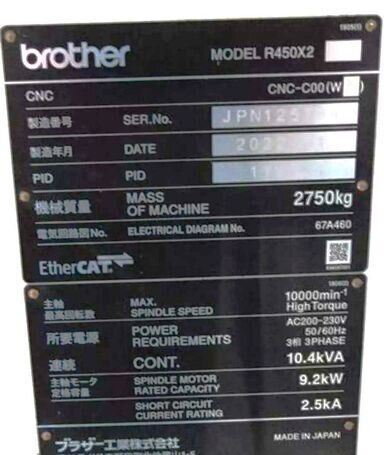 1805(1)
brother MODEL R450X2
CNC CNC-C00(W
製造番号 SER.No. JPN125
製造年月 DATE 202
PID PID 1
機械質量 MASS OF MACHINE 2750kg
電気回路図No. ELECTRICAL DIAGRAM No. 67A460
EtherCAT
主軸 最高回転数 MAX. SPINDLE SPEED 10000min-1 High Torque
所要電源 POWER REQUIREMENTS AC200-230V 50/60Hz 3相 3PHASE
連続 CONT. 10.4kVA
主軸モータ 定格容量 SPINDLE MOTOR RATED CAPACITY 9.2kW
SHORT CIRCUIT CURRENT RATING 2.5kA
ブラザー工業株式会社 MADE IN JAPAN